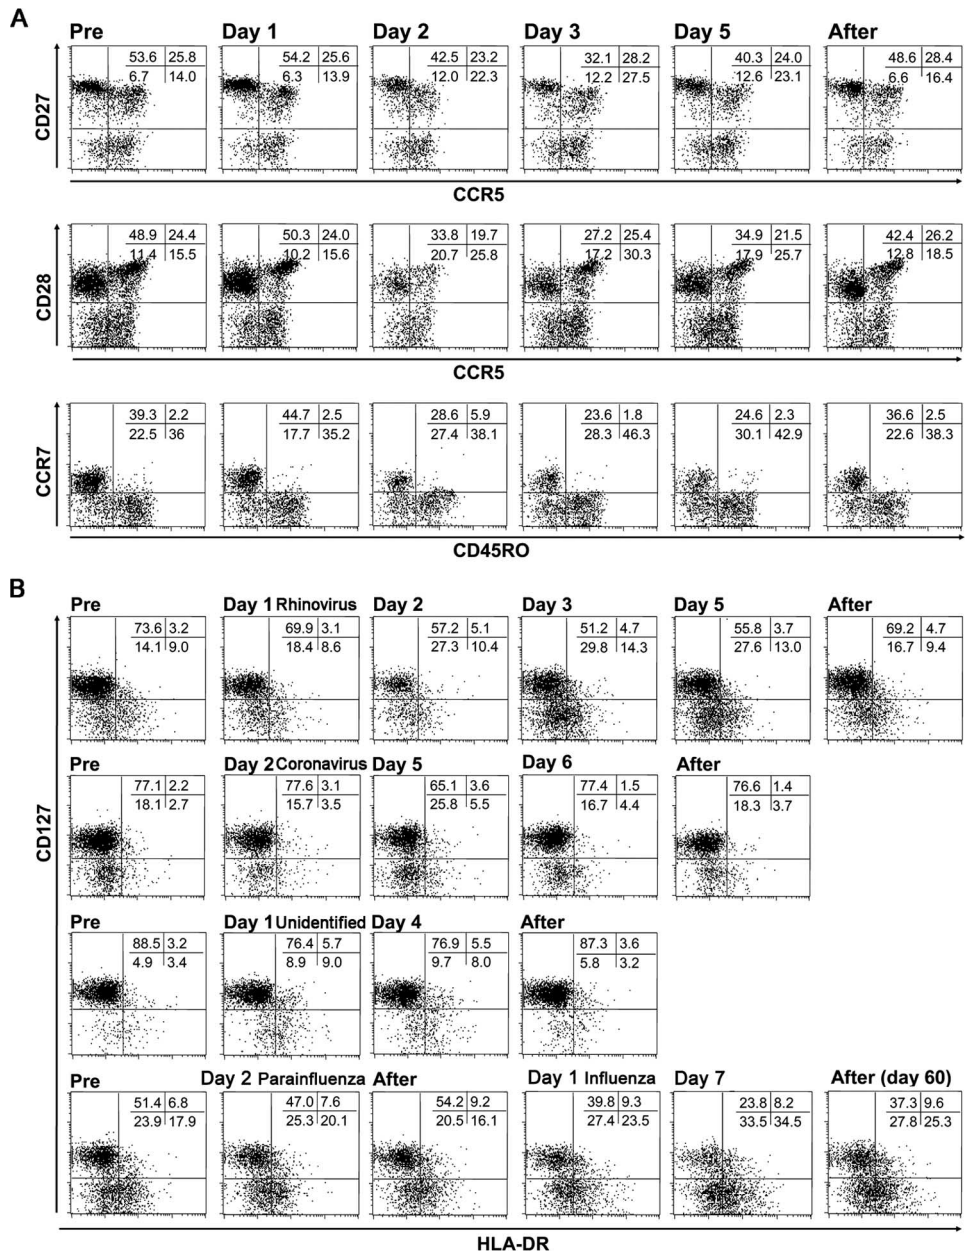 A
Pre Day 1 Day 2 Day 3 Day 5 After
53.6 25.8 54.2 25.6 42.5 23.2 32.1 28.2 40.3 24.0 48.6 28.4
6.7 14.0 6.3 13.9 12.0 22.3 12.2 27.5 12.6 23.1 6.6 16.4
CD27
CCR5
48.9 24.4 50.3 24.0 33.8 19.7 27.2 25.4 34.9 21.5 42.4 26.2
11.4 15.5 10.2 15.6 20.7 25.8 17.2 30.3 17.9 25.7 12.8 18.5
CD28
CCR5
39.3 2.2 44.7 2.5 28.6 5.9 23.6 1.8 24.6 2.3 36.6 2.5
22.5 36 17.7 35.2 27.4 38.1 28.3 46.3 30.1 42.9 22.6 38.3
CCR7
CD45RO
B
Pre Day 1 Rhinovirus Day 2 Day 3 Day 5 After
73.6 3.2 69.9 3.1 57.2 5.1 51.2 4.7 55.8 3.7 69.2 4.7
14.1 9.0 18.4 8.6 27.3 10.4 29.8 14.3 27.6 13.0 16.7 9.4
Pre Day 2 Coronavirus Day 5 Day 6 After
77.1 2.2 77.6 3.1 65.1 3.6 77.4 1.5 76.6 1.4
18.1 2.7 15.7 3.5 25.8 5.5 16.7 4.4 18.3 3.7
CD127
Pre Day 1 Unidentified Day 4 After
88.5 3.2 76.4 5.7 76.9 5.5 87.3 3.6
4.9 3.4 8.9 9.0 9.7 8.0 5.8 3.2
Pre Day 2 Parainfluenza After Day 1 Influenza Day 7 After (day 60)
51.4 6.8 47.0 7.6 54.2 9.2 39.8 9.3 23.8 8.2 37.3 9.6
23.9 17.9 25.3 20.1 20.5 16.1 27.4 23.5 33.5 34.5 27.8 25.3
HLA-DR